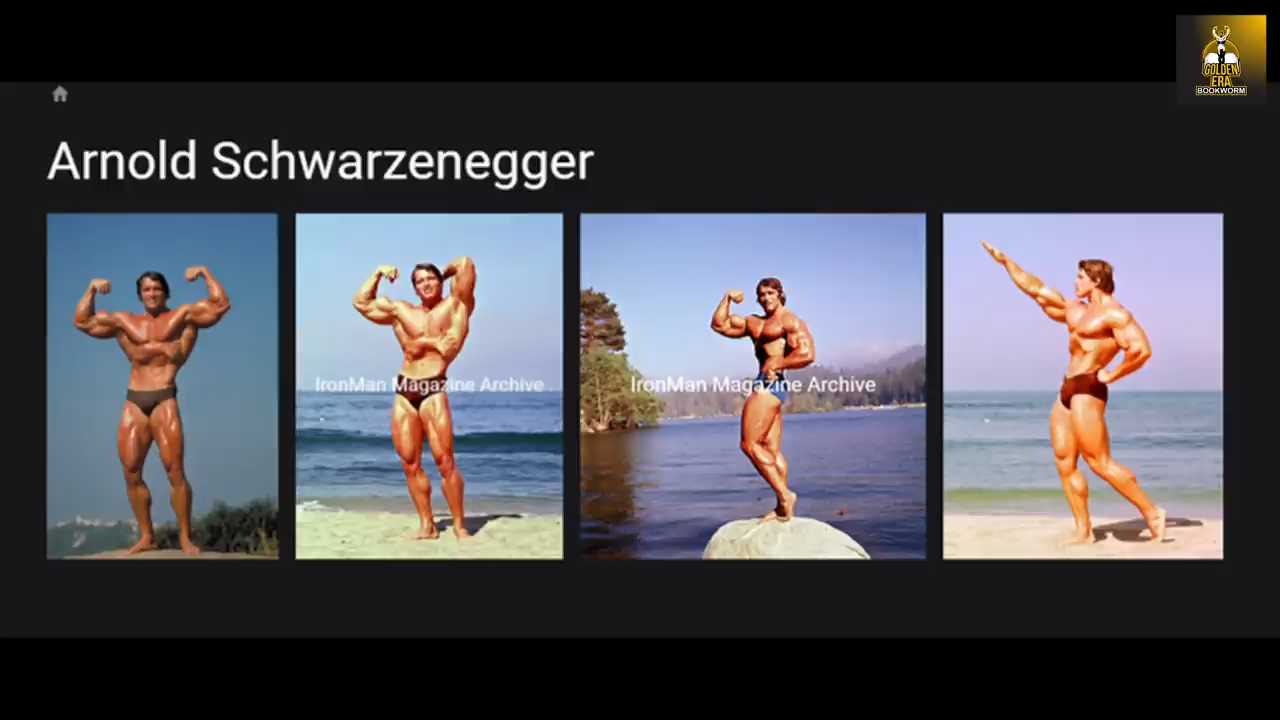 GOLDEN
ERA
BOOKWORM
Arnold Schwarzenegger
IronMan Magazine Archive
IronMan Magazine Archive